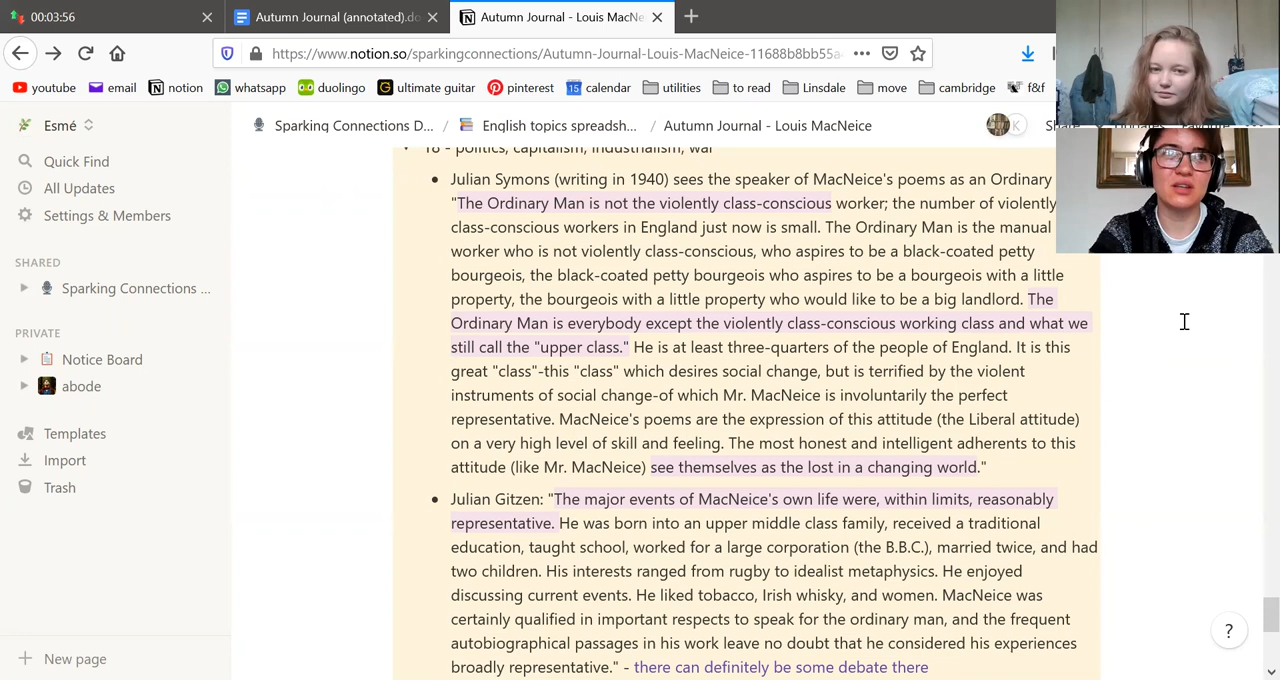 00:03:56
Autumn Journal (annotated).do
Autumn Journal - Louis MacNe
https://www.notion.so/sparkingconnections/Autumn-Journal-Louis-MacNeice-11688b8bb55a
youtube email notion whatsapp duolingo ultimate guitar pinterest calendar utilities to read Linsdale move cambridge f&f
Esmé
Quick Find
All Updates
Settings & Members
SHARED
Sparking Connections ...
PRIVATE
Notice Board
abode
Templates
Import
Trash
New page
Sparking Connections D... / English topics spreadsh... / Autumn Journal - Louis MacNeice
K
- politics, capitalism, industrialism, war
Julian Symons (writing in 1940) sees the speaker of MacNeice's poems as an Ordinary
"The Ordinary Man is not the violently class-conscious worker; the number of violently
class-conscious workers in England just now is small. The Ordinary Man is the manual
worker who is not violently class-conscious, who aspires to be a black-coated petty
bourgeois, the black-coated petty bourgeois who aspires to be a bourgeois with a little
property, the bourgeois with a little property who would like to be a big landlord. The
Ordinary Man is everybody except the violently class-conscious working class and what we
still call the "upper class." He is at least three-quarters of the people of England. It is this
great "class"-this "class" which desires social change, but is terrified by the violent
instruments of social change-of which Mr. MacNeice is involuntarily the perfect
representative. MacNeice's poems are the expression of this attitude (the Liberal attitude)
on a very high level of skill and feeling. The most honest and intelligent adherents to this
attitude (like Mr. MacNeice) see themselves as the lost in a changing world."
Julian Gitzen: "The major events of MacNeice's own life were, within limits, reasonably
representative. He was born into an upper middle class family, received a traditional
education, taught school, worked for a large corporation (the B.B.C.), married twice, and had
two children. His interests ranged from rugby to idealist metaphysics. He enjoyed
discussing current events. He liked tobacco, Irish whisky, and women. MacNeice was
certainly qualified in important respects to speak for the ordinary man, and the frequent
autobiographical passages in his work leave no doubt that he considered his experiences
broadly representative." - there can definitely be some debate there
?